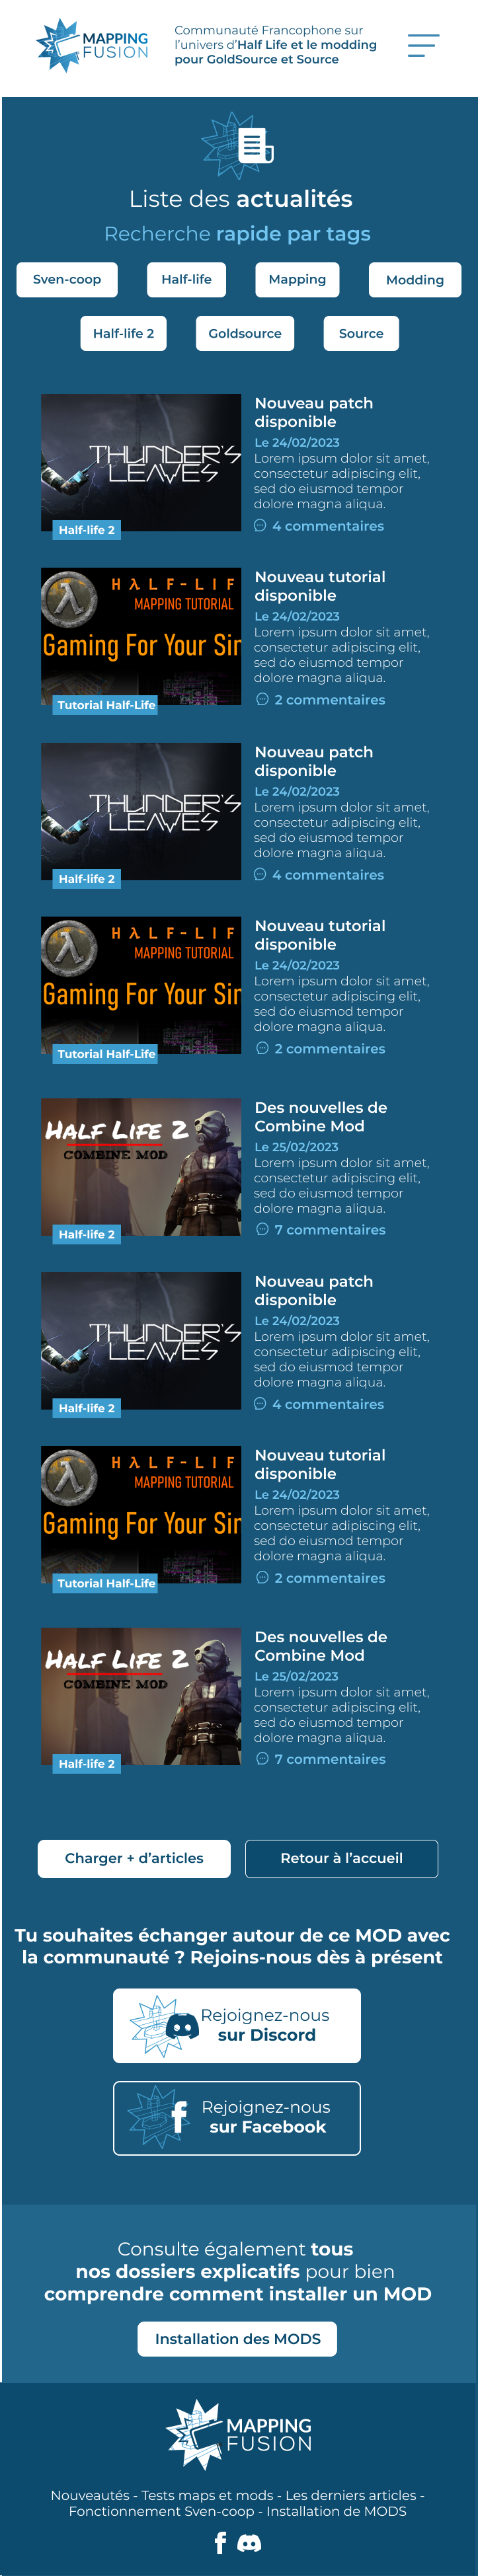 MAPPING
FUSION
Communauté Francophone sur
l'univers d'Half Life et le modding
pour GoldSource et Source
Liste des actualités
Recherche rapide par tags
Sven-coop
Half-life
Mapping
Modding
Half-life 2
Goldsource
Source
THUNDER'S
LEAVES
Half-life 2
Nouveau patch
disponible
Le 24/02/2023
Lorem ipsum dolor sit amet,
consectetur adipiscing elit,
sed do eiusmod tempor
dolore magna aliqua.
4 commentaires
H λ L F - L I F
MAPPING TUTORIAL
Gaming For Your Sin
Tutorial Half-Life
Nouveau tutorial
disponible
Le 24/02/2023
Lorem ipsum dolor sit amet,
consectetur adipiscing elit,
sed do eiusmod tempor
dolore magna aliqua.
2 commentaires
THUNDER'S
LEAVES
Half-life 2
Nouveau patch
disponible
Le 24/02/2023
Lorem ipsum dolor sit amet,
consectetur adipiscing elit,
sed do eiusmod tempor
dolore magna aliqua.
4 commentaires
H λ L F - L I F
MAPPING TUTORIAL
Gaming For Your Sin
Tutorial Half-Life
Nouveau tutorial
disponible
Le 24/02/2023
Lorem ipsum dolor sit amet,
consectetur adipiscing elit,
sed do eiusmod tempor
dolore magna aliqua.
2 commentaires
HALF LIFE 2
COMBINE MOD
Half-life 2
Des nouvelles de
Combine Mod
Le 25/02/2023
Lorem ipsum dolor sit amet,
consectetur adipiscing elit,
sed do eiusmod tempor
dolore magna aliqua.
7 commentaires
THUNDER'S
LEAVES
Half-life 2
Nouveau patch
disponible
Le 24/02/2023
Lorem ipsum dolor sit amet,
consectetur adipiscing elit,
sed do eiusmod tempor
dolore magna aliqua.
4 commentaires
H λ L F - L I F
MAPPING TUTORIAL
Gaming For Your Sin
Tutorial Half-Life
Nouveau tutorial
disponible
Le 24/02/2023
Lorem ipsum dolor sit amet,
consectetur adipiscing elit,
sed do eiusmod tempor
dolore magna aliqua.
2 commentaires
HALF LIFE 2
COMBINE MOD
Half-life 2
Des nouvelles de
Combine Mod
Le 25/02/2023
Lorem ipsum dolor sit amet,
consectetur adipiscing elit,
sed do eiusmod tempor
dolore magna aliqua.
7 commentaires
Charger + d'articles
Retour à l'accueil
Tu souhaites échanger autour de ce MOD avec
la communauté ? Rejoins-nous dès à présent
Rejoignez-nous
sur Discord
Rejoignez-nous
sur Facebook
Consulte également tous
nos dossiers explicatifs pour bien
comprendre comment installer un MOD
Installation des MODS
MAPPING
FUSION
Nouveautés - Tests maps et mods - Les derniers articles -
Fonctionnement Sven-coop - Installation de MODS